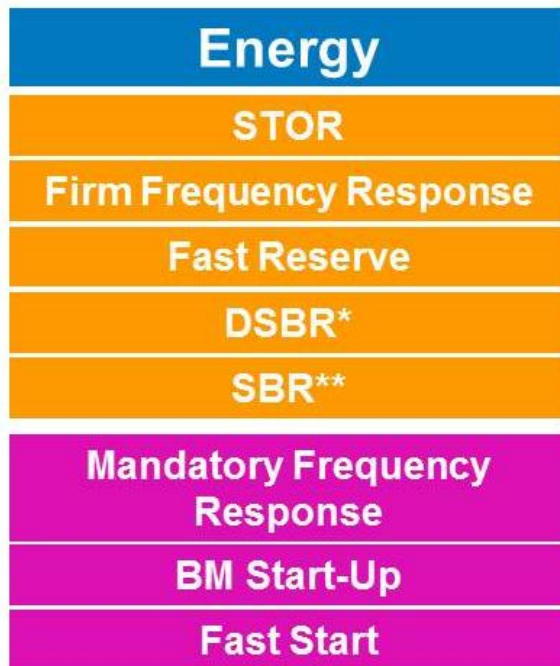 Energy
STOR
Firm Frequency Response
Fast Reserve
DSBR*
SBR**
Mandatory Frequency
Response
BM Start-Up
Fast Start